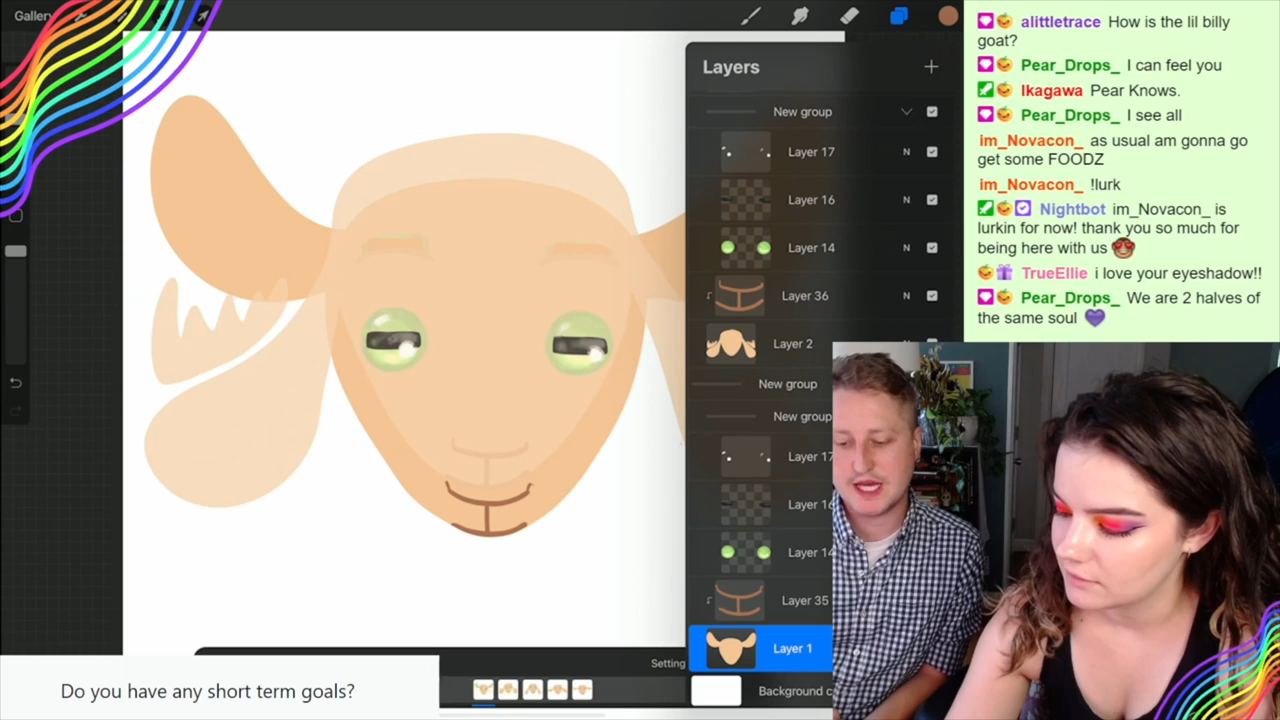 Gallery
Layers
New group
Layer 17
N
Layer 16
N
Layer 14
N
Layer 36
N
Layer 2
New group
New group
Layer 17
Layer 16
Layer 14
Layer 35
Layer 1
Background c
Setting
Do you have any short term goals?
alittletrace How is the lil billy
goat?
Pear_Drops_ I can feel you
Ikagawa Pear Knows.
Pear_Drops_ I see all
im_Novacon_ as usual am gonna go
get some FOODZ
im_Novacon_ !lurk
Nightbot im_Novacon_ is
lurkin for now! thank you so much for
being here with us
TrueEllie i love your eyeshadow!!
Pear_Drops_ We are 2 halves of
the same soul